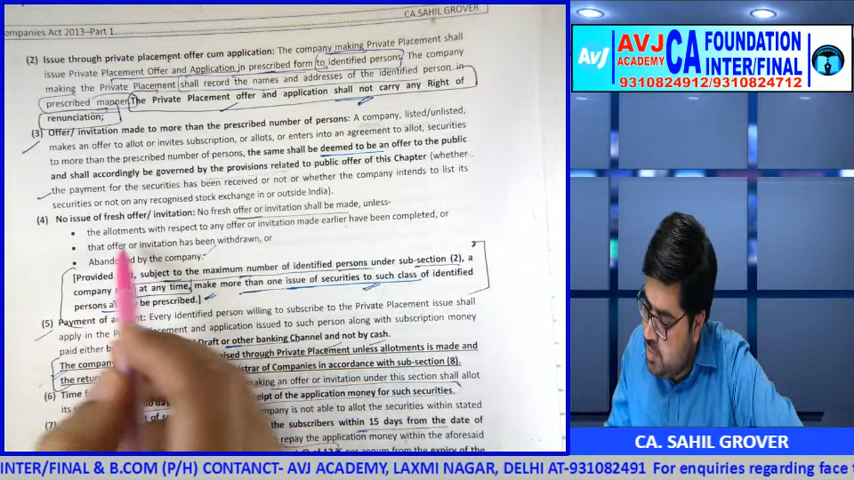 Companies Act 2013–Part 1
CA.SAHIL GROVER
(2) Issue through private placement offer cum application: The company making Private Placement shall
issue Private Placement Offer and Application in prescribed form to identified persons. The company
making the Private Placement shall record the names and addresses of the identified person in
prescribed manner. The Private Placement offer and application shall not carry any Right of
renunciation;
(3) Offer/ invitation made to more than the prescribed number of persons: A company, listed/unlisted,
makes an offer to allot or invites subscription, or allots, or enters into an agreement to allot, securities
to more than the prescribed number of persons, the same shall be deemed to be an offer to the public
and shall accordingly be governed by the provisions related to public offer of this Chapter (whether
the payment for the securities has been received or not or whether the company intends to list its
securities or not on any recognised stock exchange in or outside India).
(4) No issue of fresh offer/ invitation: No fresh offer or invitation shall be made, unless-
• the allotments with respect to any offer or invitation made earlier have been completed, or
• that offer or invitation has been withdrawn, or
• Abandoned by the company:
[Provided subject to the maximum number of identified persons under sub-section (2), a
company at any time, make more than one issue of securities to such class of identified
persons be prescribed.]
(5) Payment of Every identified person willing to subscribe to the Private Placement issue shall
apply in the and application issued to such person along with subscription money
paid either Draft or other banking Channel and not by cash.
The company raised through Private Placement unless allotments is made and
the return Registrar of Companies in accordance with sub-section (8).
(6) Time making an offer or invitation under this section shall allot
its receipt of the application money for such securities.
company is not able to allot the securities within stated
(7) the subscribers within 15 days from the date of
repay the application money within the aforesaid
per annum from the expiry of the
AVJ
AVJ
ACADEMY
CA
FOUNDATION
INTER/FINAL
9310824912/9310824712
CA. SAHIL GROVER
INTER/FINAL & B.COM (P/H) CONTANCT- AVJ ACADEMY, LAXMI NAGAR, DELHI AT-931082491 For enquiries regarding face